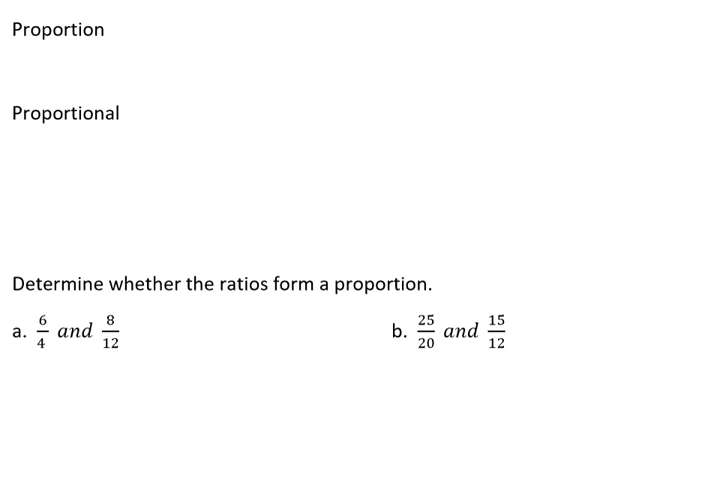 Proportion
Proportional
Determine whether the ratios form a proportion.
a. 6/4 and 8/12
b. 25/20 and 15/12